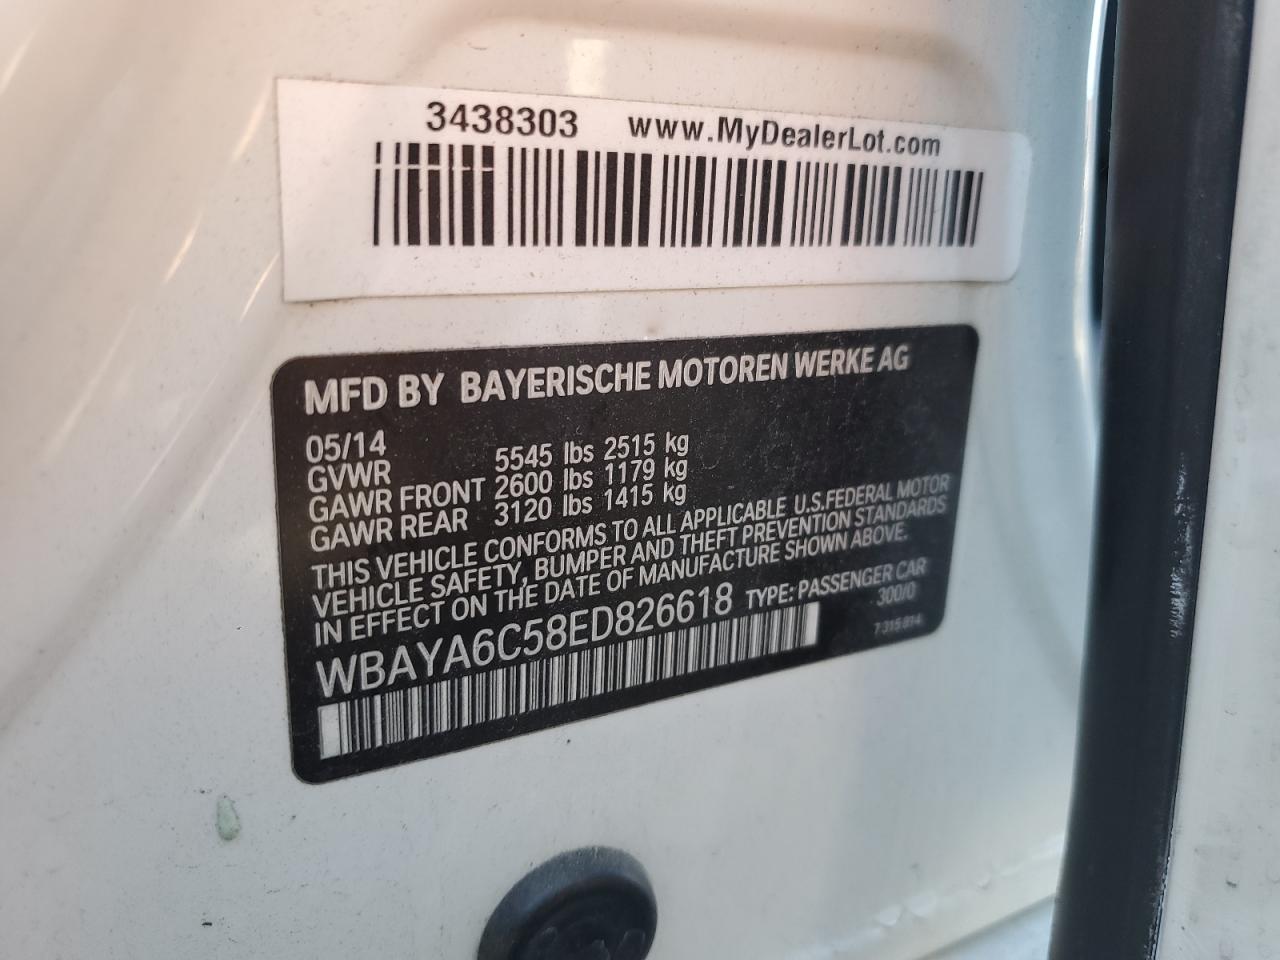 3438303 www.MyDealerLot.com
MFD BY BAYERISCHE MOTOREN WERKE AG
05/14
GVWR 5545 lbs 2515 kg
GAWR FRONT 2600 lbs 1179 kg
GAWR REAR 3120 lbs 1415 kg
THIS VEHICLE CONFORMS TO ALL APPLICABLE U.S.FEDERAL MOTOR
VEHICLE SAFETY, BUMPER AND THEFT PREVENTION STANDARDS
IN EFFECT ON THE DATE OF MANUFACTURE SHOWN ABOVE.
WBAYA6C58ED826618 TYPE: PASSENGER CAR
300/0
7 315 814